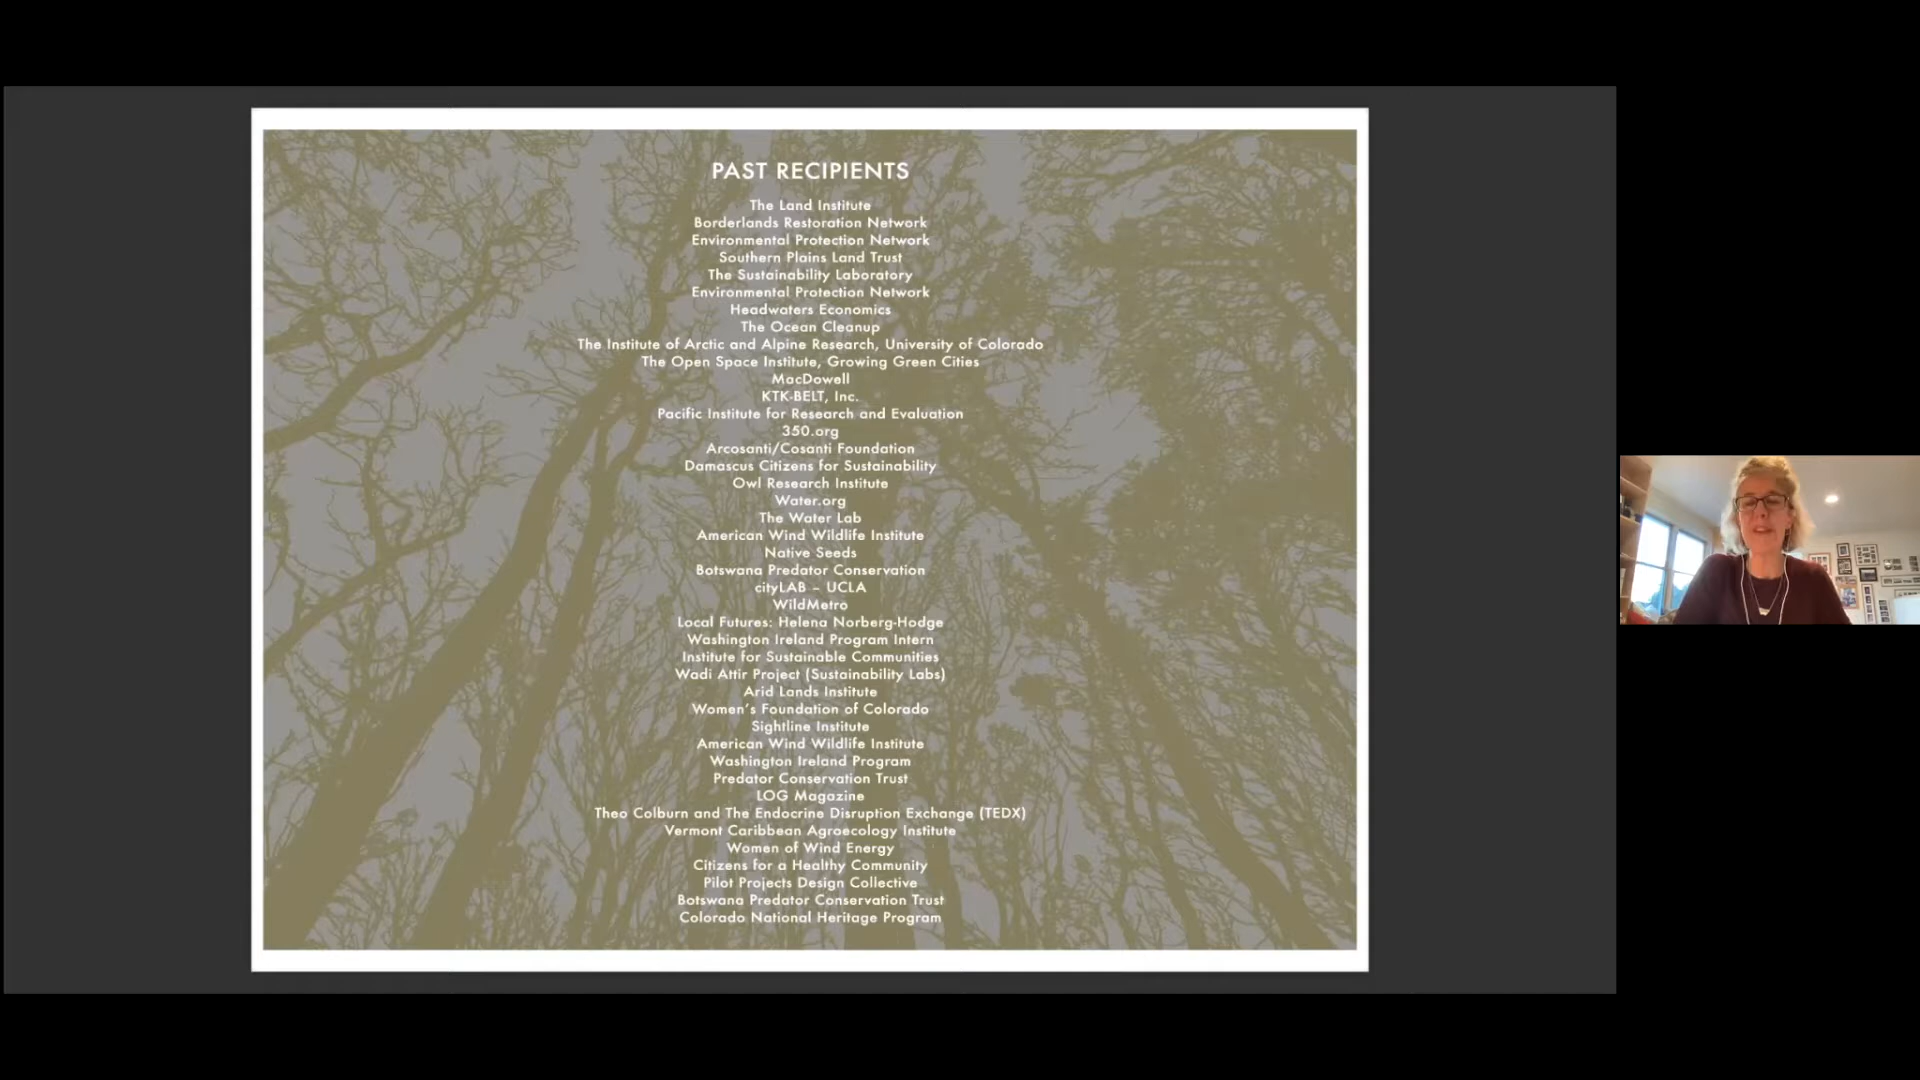 PAST RECIPIENTS
The Land Institute
Borderlands Restoration Network
Environmental Protection Network
Southern Plains Land Trust
The Sustainability Laboratory
Environmental Protection Network
Headwaters Economics
The Ocean Cleanup
The Institute of Arctic and Alpine Research, University of Colorado
The Open Space Institute, Growing Green Cities
MacDowell
KTK-BELT, Inc.
Pacific Institute for Research and Evaluation
350.org
Arcosanti/Cosanti Foundation
Damascus Citizens for Sustainability
Owl Research Institute
Water.org
The Water Lab
American Wind Wildlife Institute
Native Seeds
Botswana Predator Conservation
cityLAB – UCLA
WildMetro
Local Futures: Helena Norberg-Hodge
Washington Ireland Program Intern
Institute for Sustainable Communities
Wadi Attir Project (Sustainability Labs)
Arid Lands Institute
Women's Foundation of Colorado
Sightline Institute
American Wind Wildlife Institute
Washington Ireland Program
Predator Conservation Trust
LOG Magazine
Theo Colburn and The Endocrine Disruption Exchange (TEDX)
Vermont Caribbean Agroecology Institute
Women of Wind Energy
Citizens for a Healthy Community
Pilot Projects Design Collective
Botswana Predator Conservation Trust
Colorado National Heritage Program